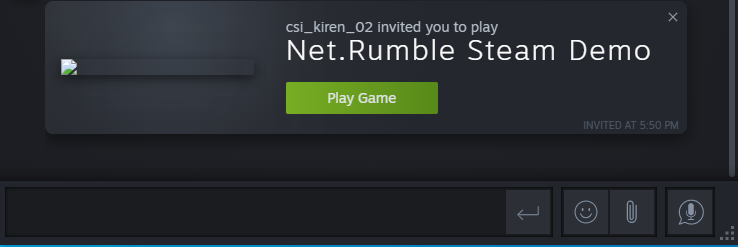 csi_kiren_02 invited you to play
Net.Rumble Steam Demo
Play Game
INVITED AT 5:50 PM